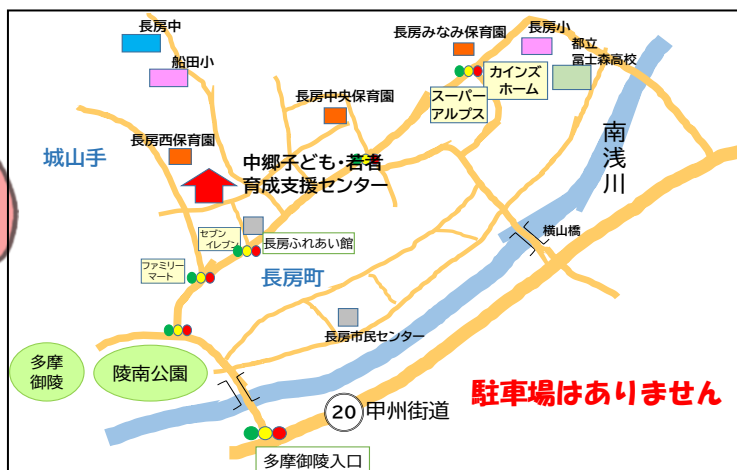 長房中
船田小
長房みなみ保育園
長房小
都立
冨士森高校
カインズ
ホーム
スーパー
アルプス
長房中央保育園
長房西保育園
城山手
中郷子ども・若者
育成支援センター
南浅川
セブン
イレブン
長房ふれあい館
横山橋
ファミリー
マート
長房町
長房市民センター
多摩
御陵
陵南公園
駐車場はありません
20 甲州街道
多摩御陵入口